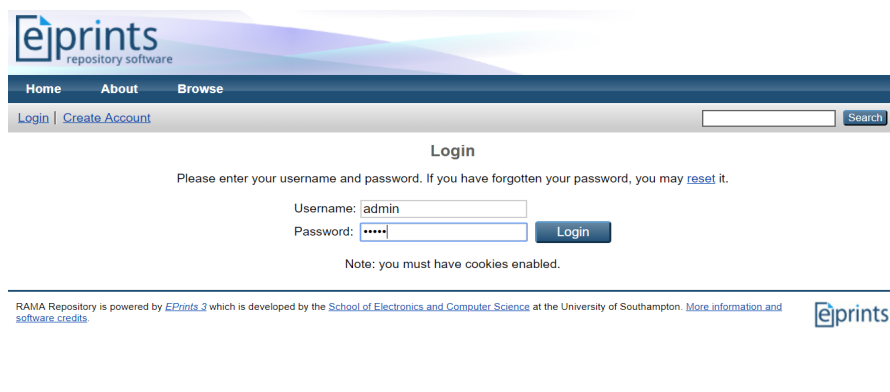 eprints
repository software
Home About Browse
Login | Create Account Search
Login
Please enter your username and password. If you have forgotten your password, you may reset it.
Username: admin
Password: ••••• Login
Note: you must have cookies enabled.
RAMA Repository is powered by EPrints 3 which is developed by the School of Electronics and Computer Science at the University of Southampton. More information and
software credits.
eprints